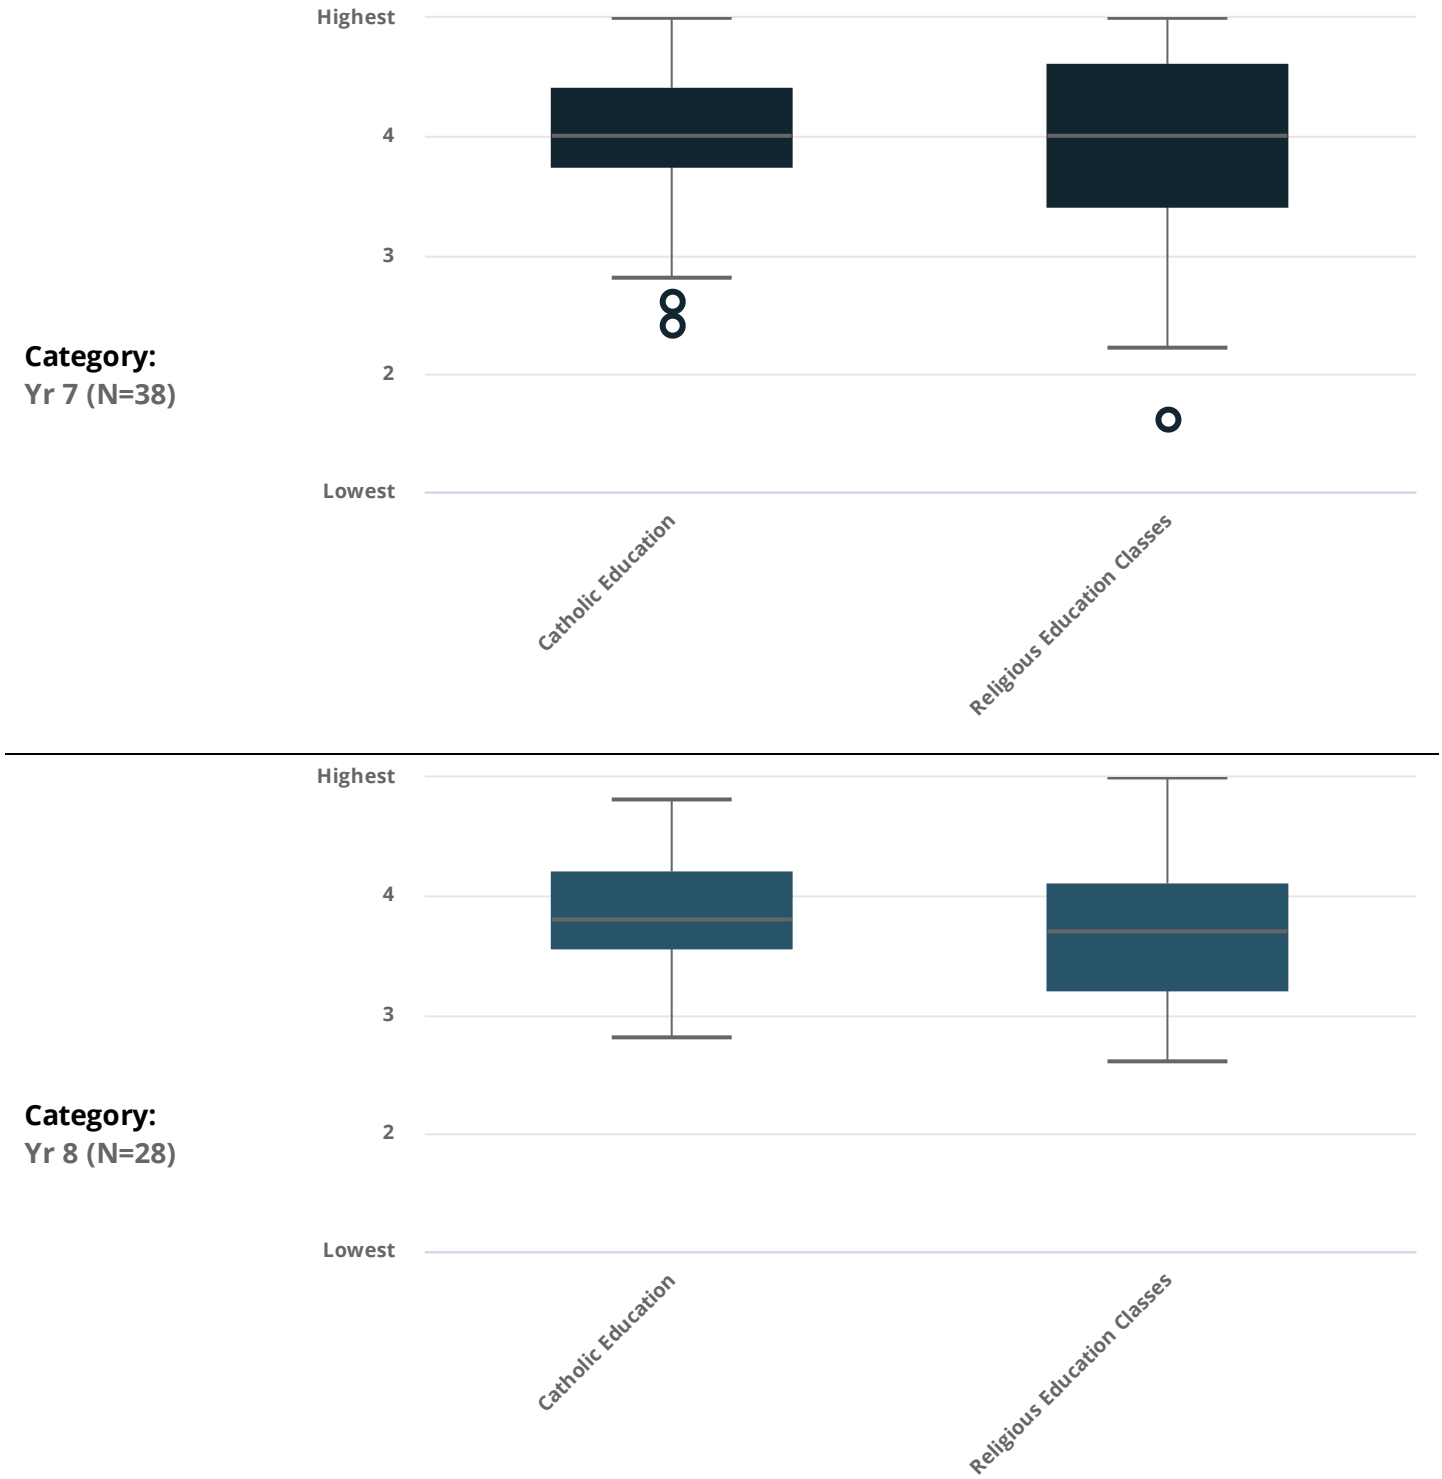 Highest
4
3
Category:
Yr 7 (N=38)
2
Lowest
Catholic Education
Religious Education Classes
Highest
4
3
Category:
Yr 8 (N=28)
2
Lowest
Catholic Education
Religious Education Classes